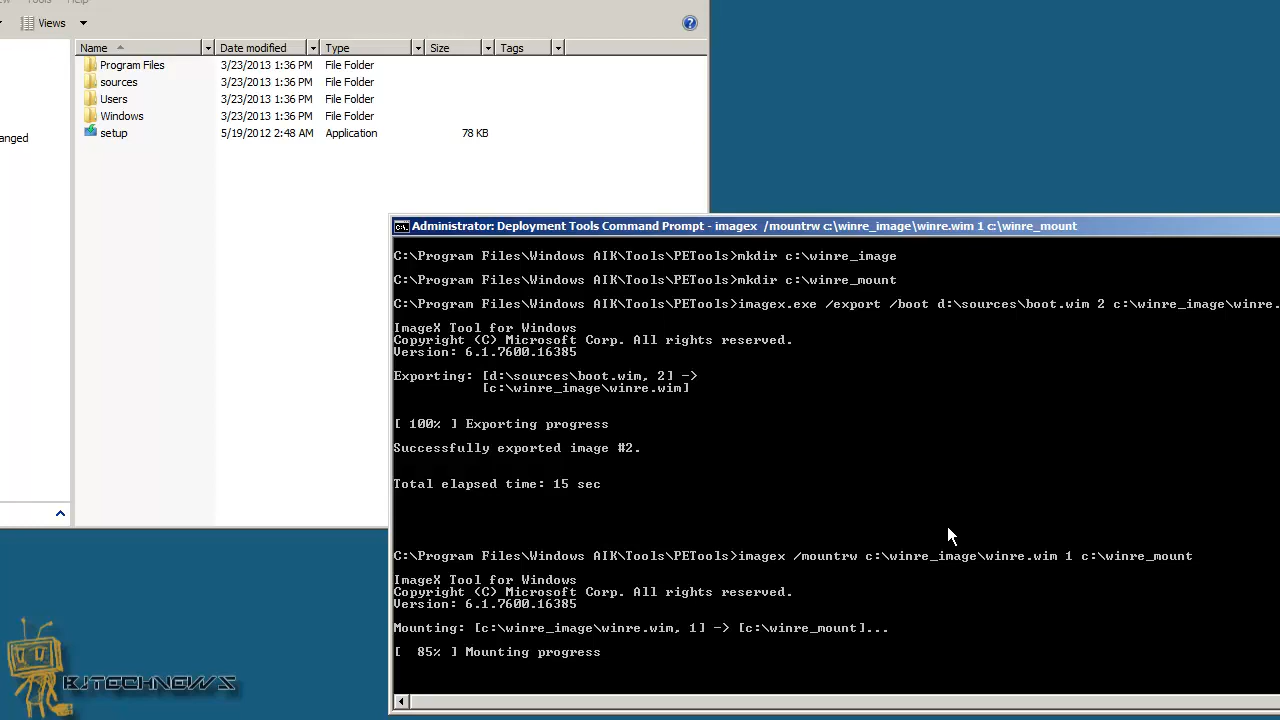 Views
Name Date modified Type Size Tags
Program Files 3/23/2013 1:36 PM File Folder
sources 3/23/2013 1:36 PM File Folder
Users 3/23/2013 1:36 PM File Folder
Windows 3/23/2013 1:36 PM File Folder
setup 5/19/2012 2:48 AM Application 78 KB
anged
Administrator: Deployment Tools Command Prompt - imagex /mountrw c:\winre_image\winre.wim 1 c:\winre_mount
C:\Program Files\Windows AIK\Tools\PETools>mkdir c:\winre_image
C:\Program Files\Windows AIK\Tools\PETools>mkdir c:\winre_mount
C:\Program Files\Windows AIK\Tools\PETools>imagex.exe /export /boot d:\sources\boot.wim 2 c:\winre_image\winre.
ImageX Tool for Windows
Copyright (C) Microsoft Corp. All rights reserved.
Version: 6.1.7600.16385
Exporting: [d:\sources\boot.wim, 2] ->
[c:\winre_image\winre.wim]
[ 100% ] Exporting progress
Successfully exported image #2.
Total elapsed time: 15 sec
C:\Program Files\Windows AIK\Tools\PETools>imagex /mountrw c:\winre_image\winre.wim 1 c:\winre_mount
ImageX Tool for Windows
Copyright (C) Microsoft Corp. All rights reserved.
Version: 6.1.7600.16385
Mounting: [c:\winre_image\winre.wim, 1] -> [c:\winre_mount]...
[ 85% ] Mounting progress
BJTECHNEWS